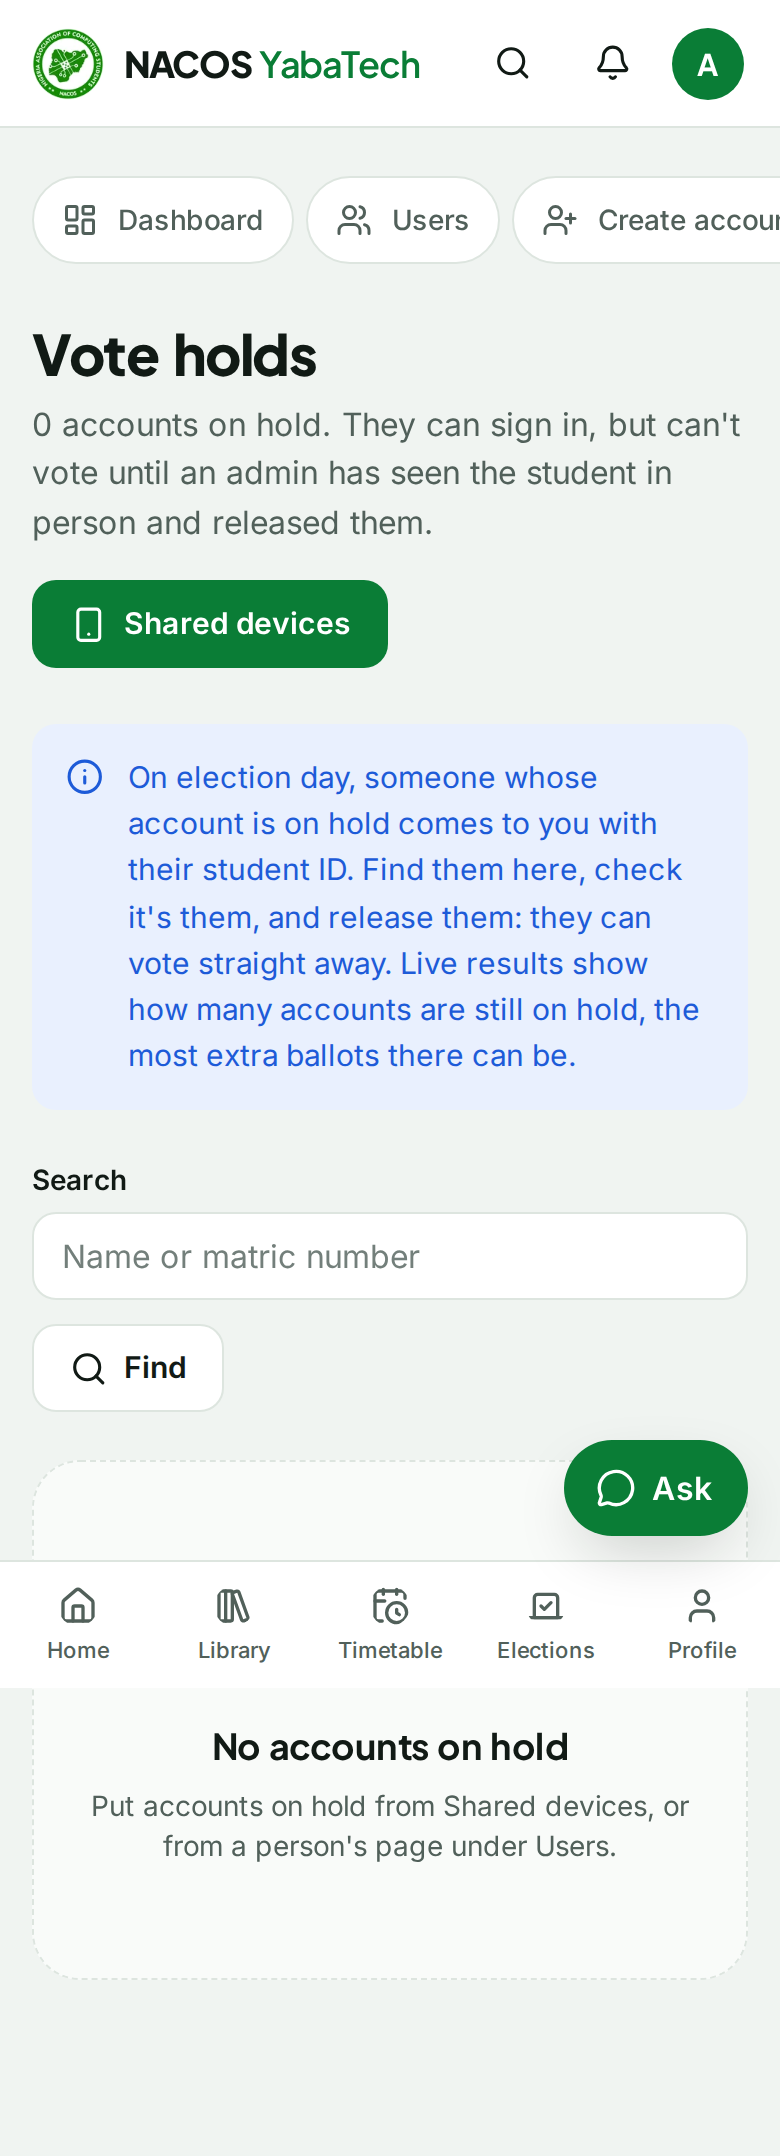 NACOS YabaTech
A
Dashboard
Users
Create accou
Vote holds
0 accounts on hold. They can sign in, but can't
vote until an admin has seen the student in
person and released them.
Shared devices
On election day, someone whose
account is on hold comes to you with
their student ID. Find them here, check
it's them, and release them: they can
vote straight away. Live results show
how many accounts are still on hold, the
most extra ballots there can be.
Search
Name or matric number
Find
Ask
Home
Library
Timetable
Elections
Profile
No accounts on hold
Put accounts on hold from Shared devices, or
from a person's page under Users.